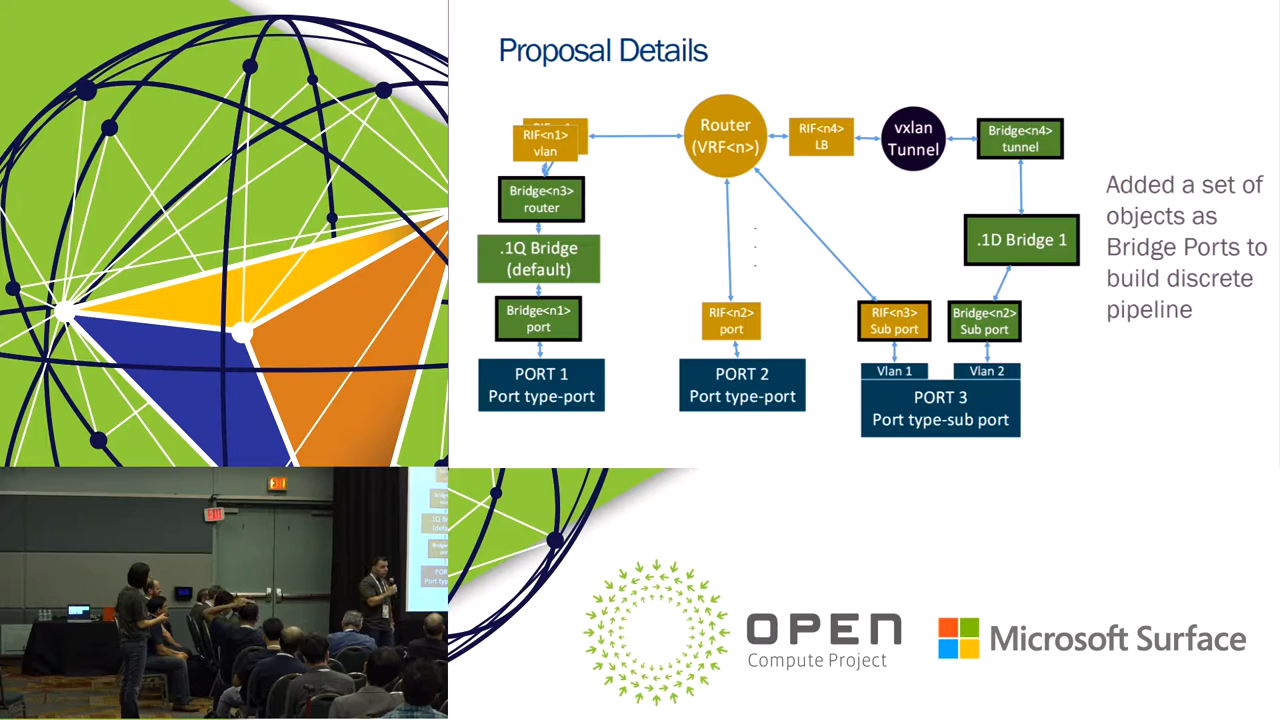 Proposal Details
RIF<n1>
vlan
Router
(VRF<n>)
RIF<n4>
LB
vxlan
Tunnel
Bridge<n4>
tunnel
Bridge<n3>
router
.1Q Bridge
(default)
.1D Bridge 1
Added a set of
objects as
Bridge Ports to
build discrete
pipeline
Bridge<n1>
port
RIF<n2>
port
RIF<n3>
Sub port
Bridge<n2>
Sub port
PORT 1
Port type-port
PORT 2
Port type-port
Vlan 1
Vlan 2
PORT 3
Port type-sub port
EXIT
OPEN
Compute Project
Microsoft Surface